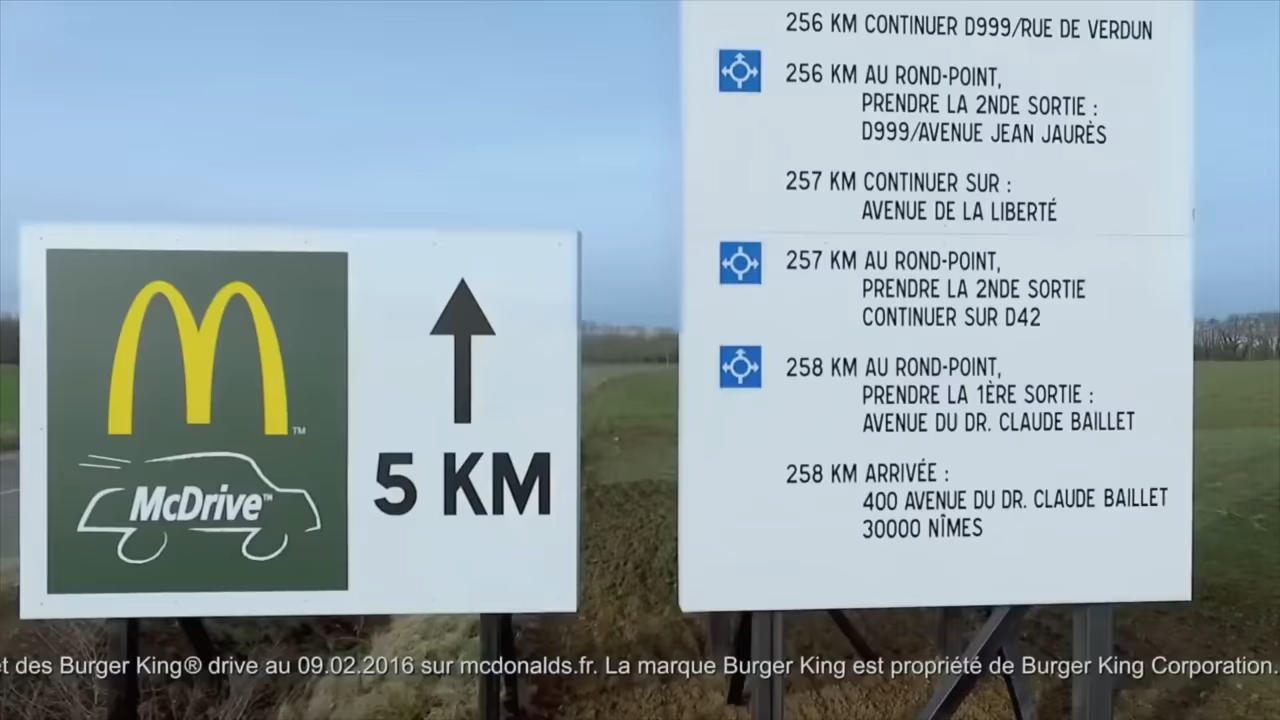 TM
McDrive™
5 KM
256 KM CONTINUER D999/RUE DE VERDUN
256 KM AU ROND-POINT,
PRENDRE LA 2NDE SORTIE :
D999/AVENUE JEAN JAURÈS
257 KM CONTINUER SUR :
AVENUE DE LA LIBERTÉ
257 KM AU ROND-POINT,
PRENDRE LA 2NDE SORTIE
CONTINUER SUR D42
258 KM AU ROND-POINT,
PRENDRE LA 1ÈRE SORTIE :
AVENUE DU DR. CLAUDE BAILLET
258 KM ARRIVÉE :
400 AVENUE DU DR. CLAUDE BAILLET
30000 NÎMES
et des Burger King® drive au 09.02.2016 sur mcdonalds.fr. La marque Burger King est propriété de Burger King Corporation.